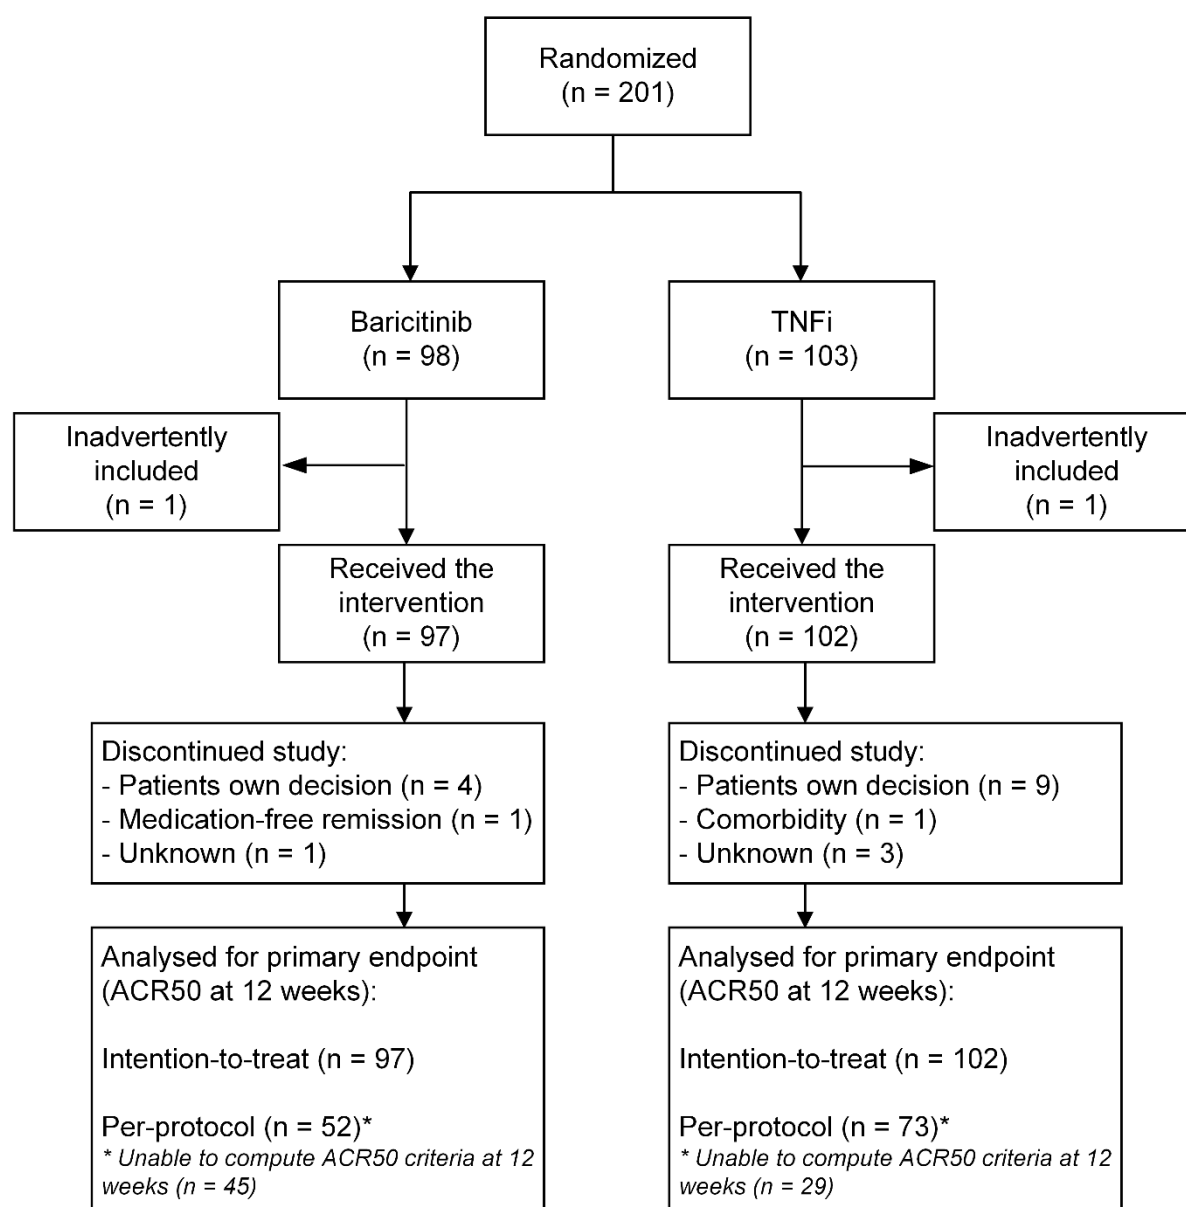 Randomized
(n = 201)
Baricitinib
(n = 98)
TNFi
(n = 103)
Inadvertently
included
(n = 1)
Inadvertently
included
(n = 1)
Received the
intervention
(n = 97)
Received the
intervention
(n = 102)
Discontinued study:
- Patients own decision (n = 4)
- Medication-free remission (n = 1)
- Unknown (n = 1)
Discontinued study:
- Patients own decision (n = 9)
- Comorbidity (n = 1)
- Unknown (n = 3)
Analysed for primary endpoint
(ACR50 at 12 weeks):
Intention-to-treat (n = 97)
Per-protocol (n = 52)*
* Unable to compute ACR50 criteria at 12
weeks (n = 45)
Analysed for primary endpoint
(ACR50 at 12 weeks):
Intention-to-treat (n = 102)
Per-protocol (n = 73)*
* Unable to compute ACR50 criteria at 12
weeks (n = 29)